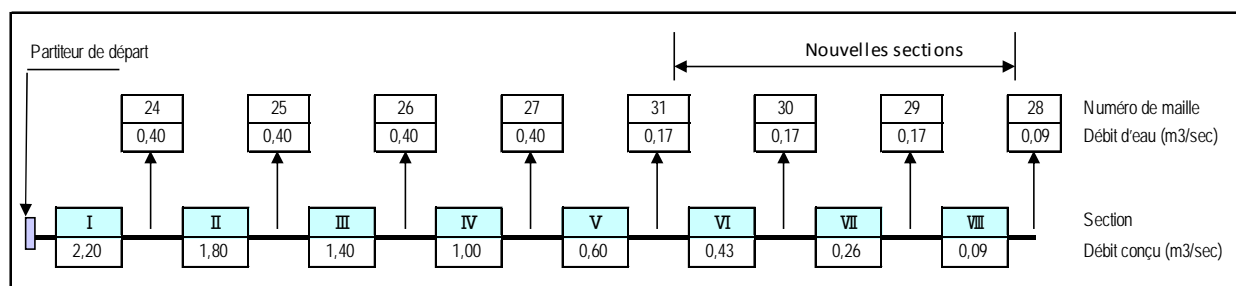 Partiteur de départ
Nouvelles sections
24 25 26 27 31 30 29 28 Numéro de maille
0,40 0,40 0,40 0,40 0,17 0,17 0,17 0,09 Débit d'eau (m3/sec)
Ⅰ Ⅱ Ⅲ Ⅳ Ⅴ Ⅵ Ⅶ Ⅷ Section
2,20 1,80 1,40 1,00 0,60 0,43 0,26 0,09 Débit conçu (m3/sec)